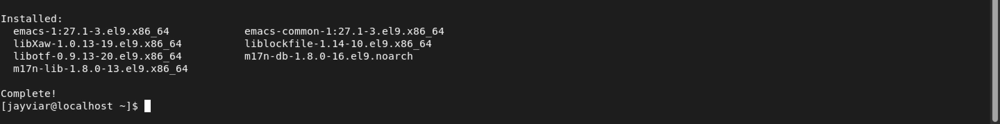 Installed:
  emacs-1:27.1-3.el9.x86_64            emacs-common-1:27.1-3.el9.x86_64
  libXaw-1.0.13-19.el9.x86_64          liblockfile-1.14-10.el9.x86_64
  libotf-0.9.13-20.el9.x86_64          m17n-db-1.8.0-16.el9.noarch
  m17n-lib-1.8.0-13.el9.x86_64
Complete!
[jayviar@localhost ~]$